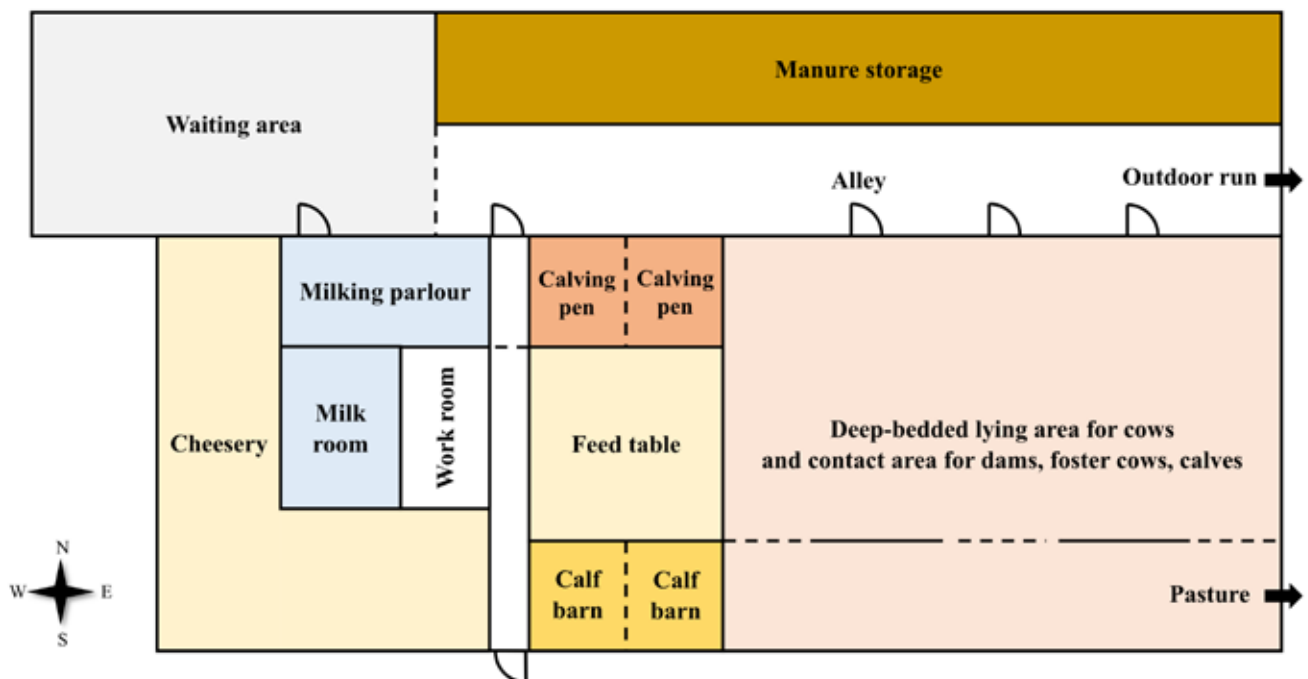 Manure storage
Waiting area
Alley
Outdoor run
Milking parlour
Calving
pen
Calving
pen
Cheesery
Milk
room
Work room
Feed table
Deep-bedded lying area for cows
and contact area for dams, foster cows, calves
Calf
barn
Calf
barn
Pasture
N
W
E
S